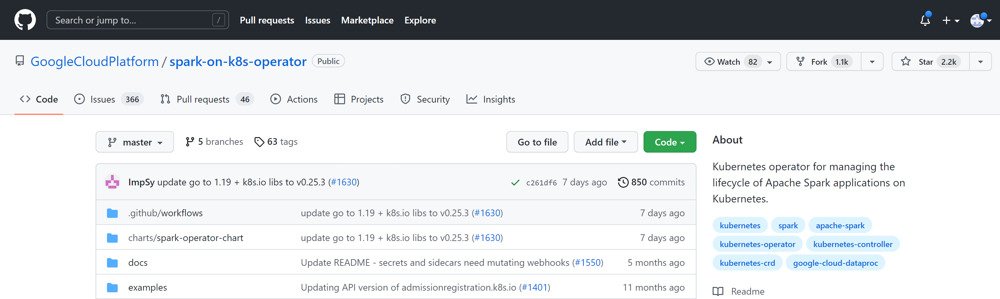 Search or jump to... / Pull requests Issues Marketplace Explore
GoogleCloudPlatform / spark-on-k8s-operator Public Watch 82 Fork 1.1k Star 2.2k
Code Issues 366 Pull requests 46 Actions Projects Security Insights
master 5 branches 63 tags Go to file Add file Code
ImpSy update go to 1.19 + k8s.io libs to v0.25.3 (#1630) c261df6 7 days ago 850 commits
.github/workflows update go to 1.19 + k8s.io libs to v0.25.3 (#1630) 7 days ago
charts/spark-operator-chart update go to 1.19 + k8s.io libs to v0.25.3 (#1630) 7 days ago
docs Update README - secrets and sidecars need mutating webhooks (#1550) 5 months ago
examples Updating API version of admissionregistration.k8s.io (#1401) 11 months ago
About
Kubernetes operator for managing the
lifecycle of Apache Spark applications on
Kubernetes.
kubernetes spark apache-spark
kubernetes-operator kubernetes-controller
kubernetes-crd google-cloud-dataproc
Readme